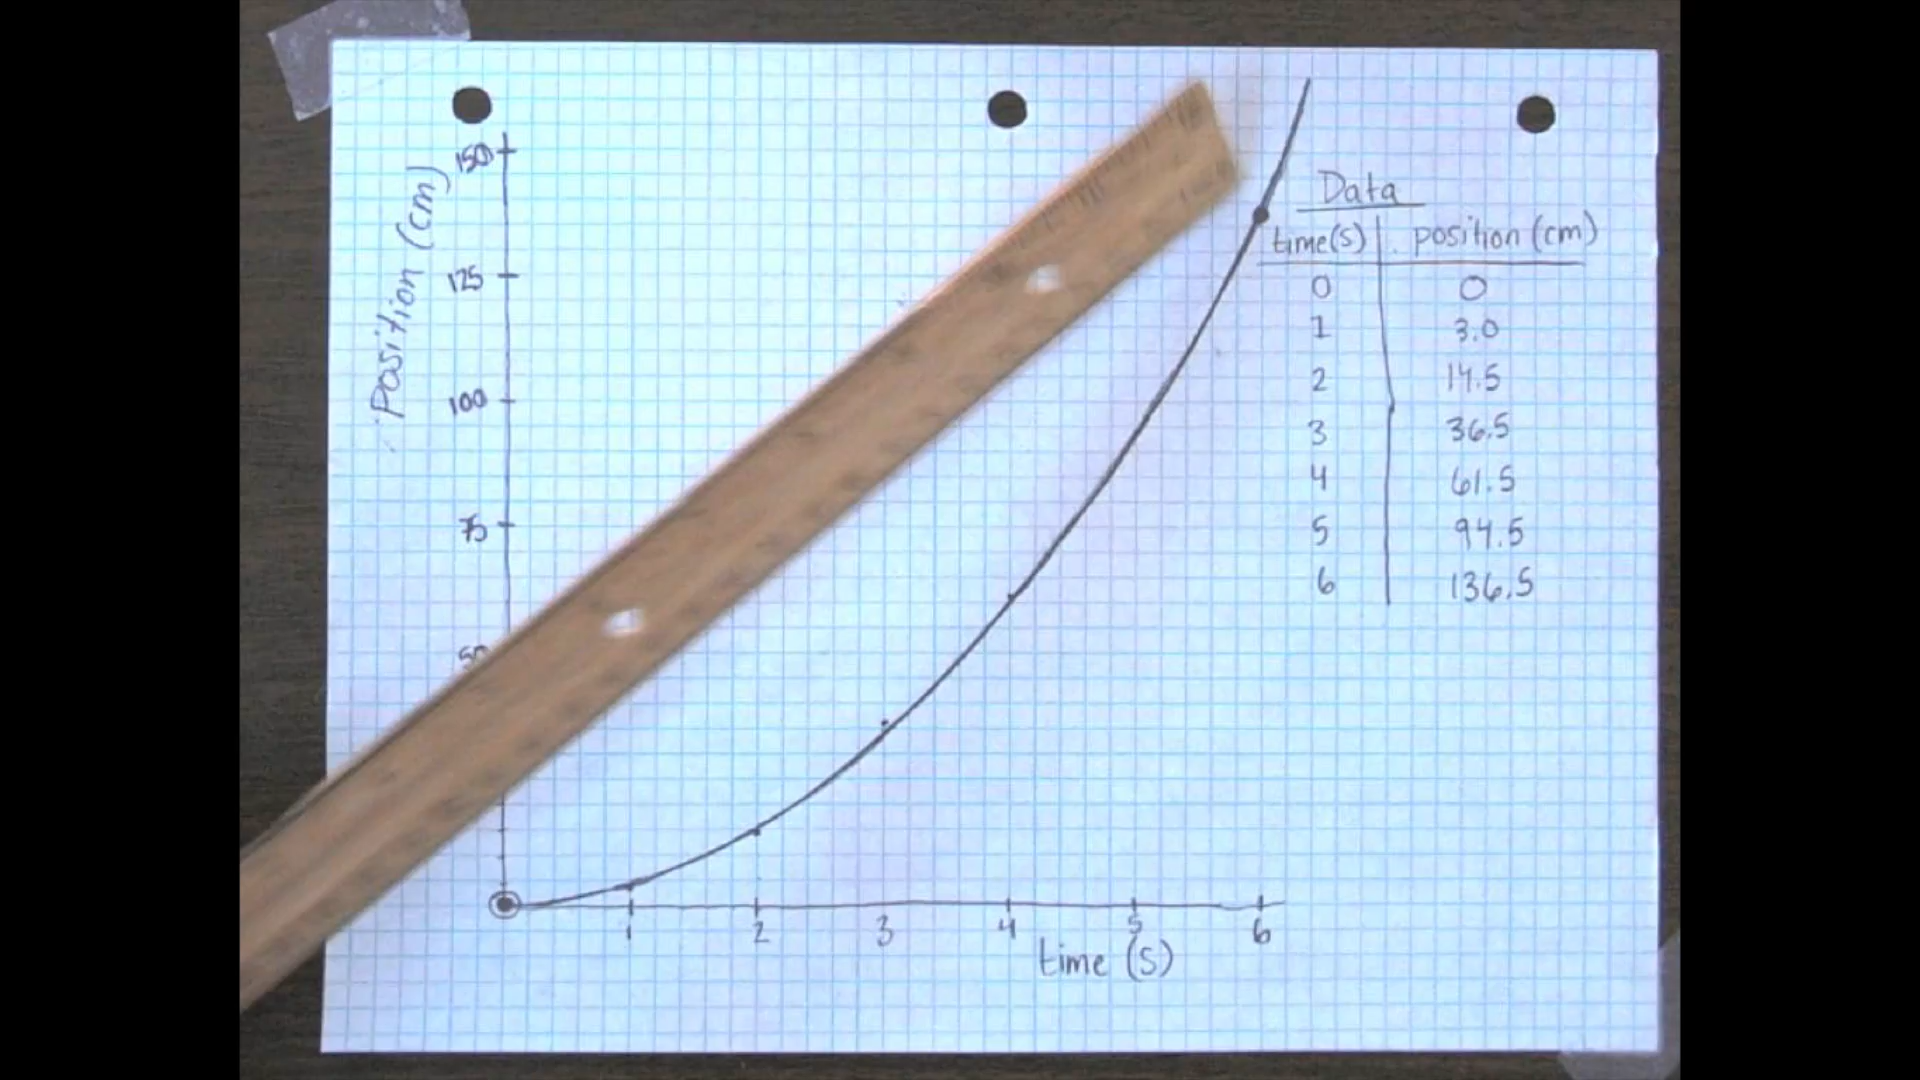 150
125
100
75
50
Position (cm)
1 2 3 4 5 6
time (s)
Data
time(s) position (cm)
0 0
1 3.0
2 14.5
3 36.5
4 61.5
5 94.5
6 136.5